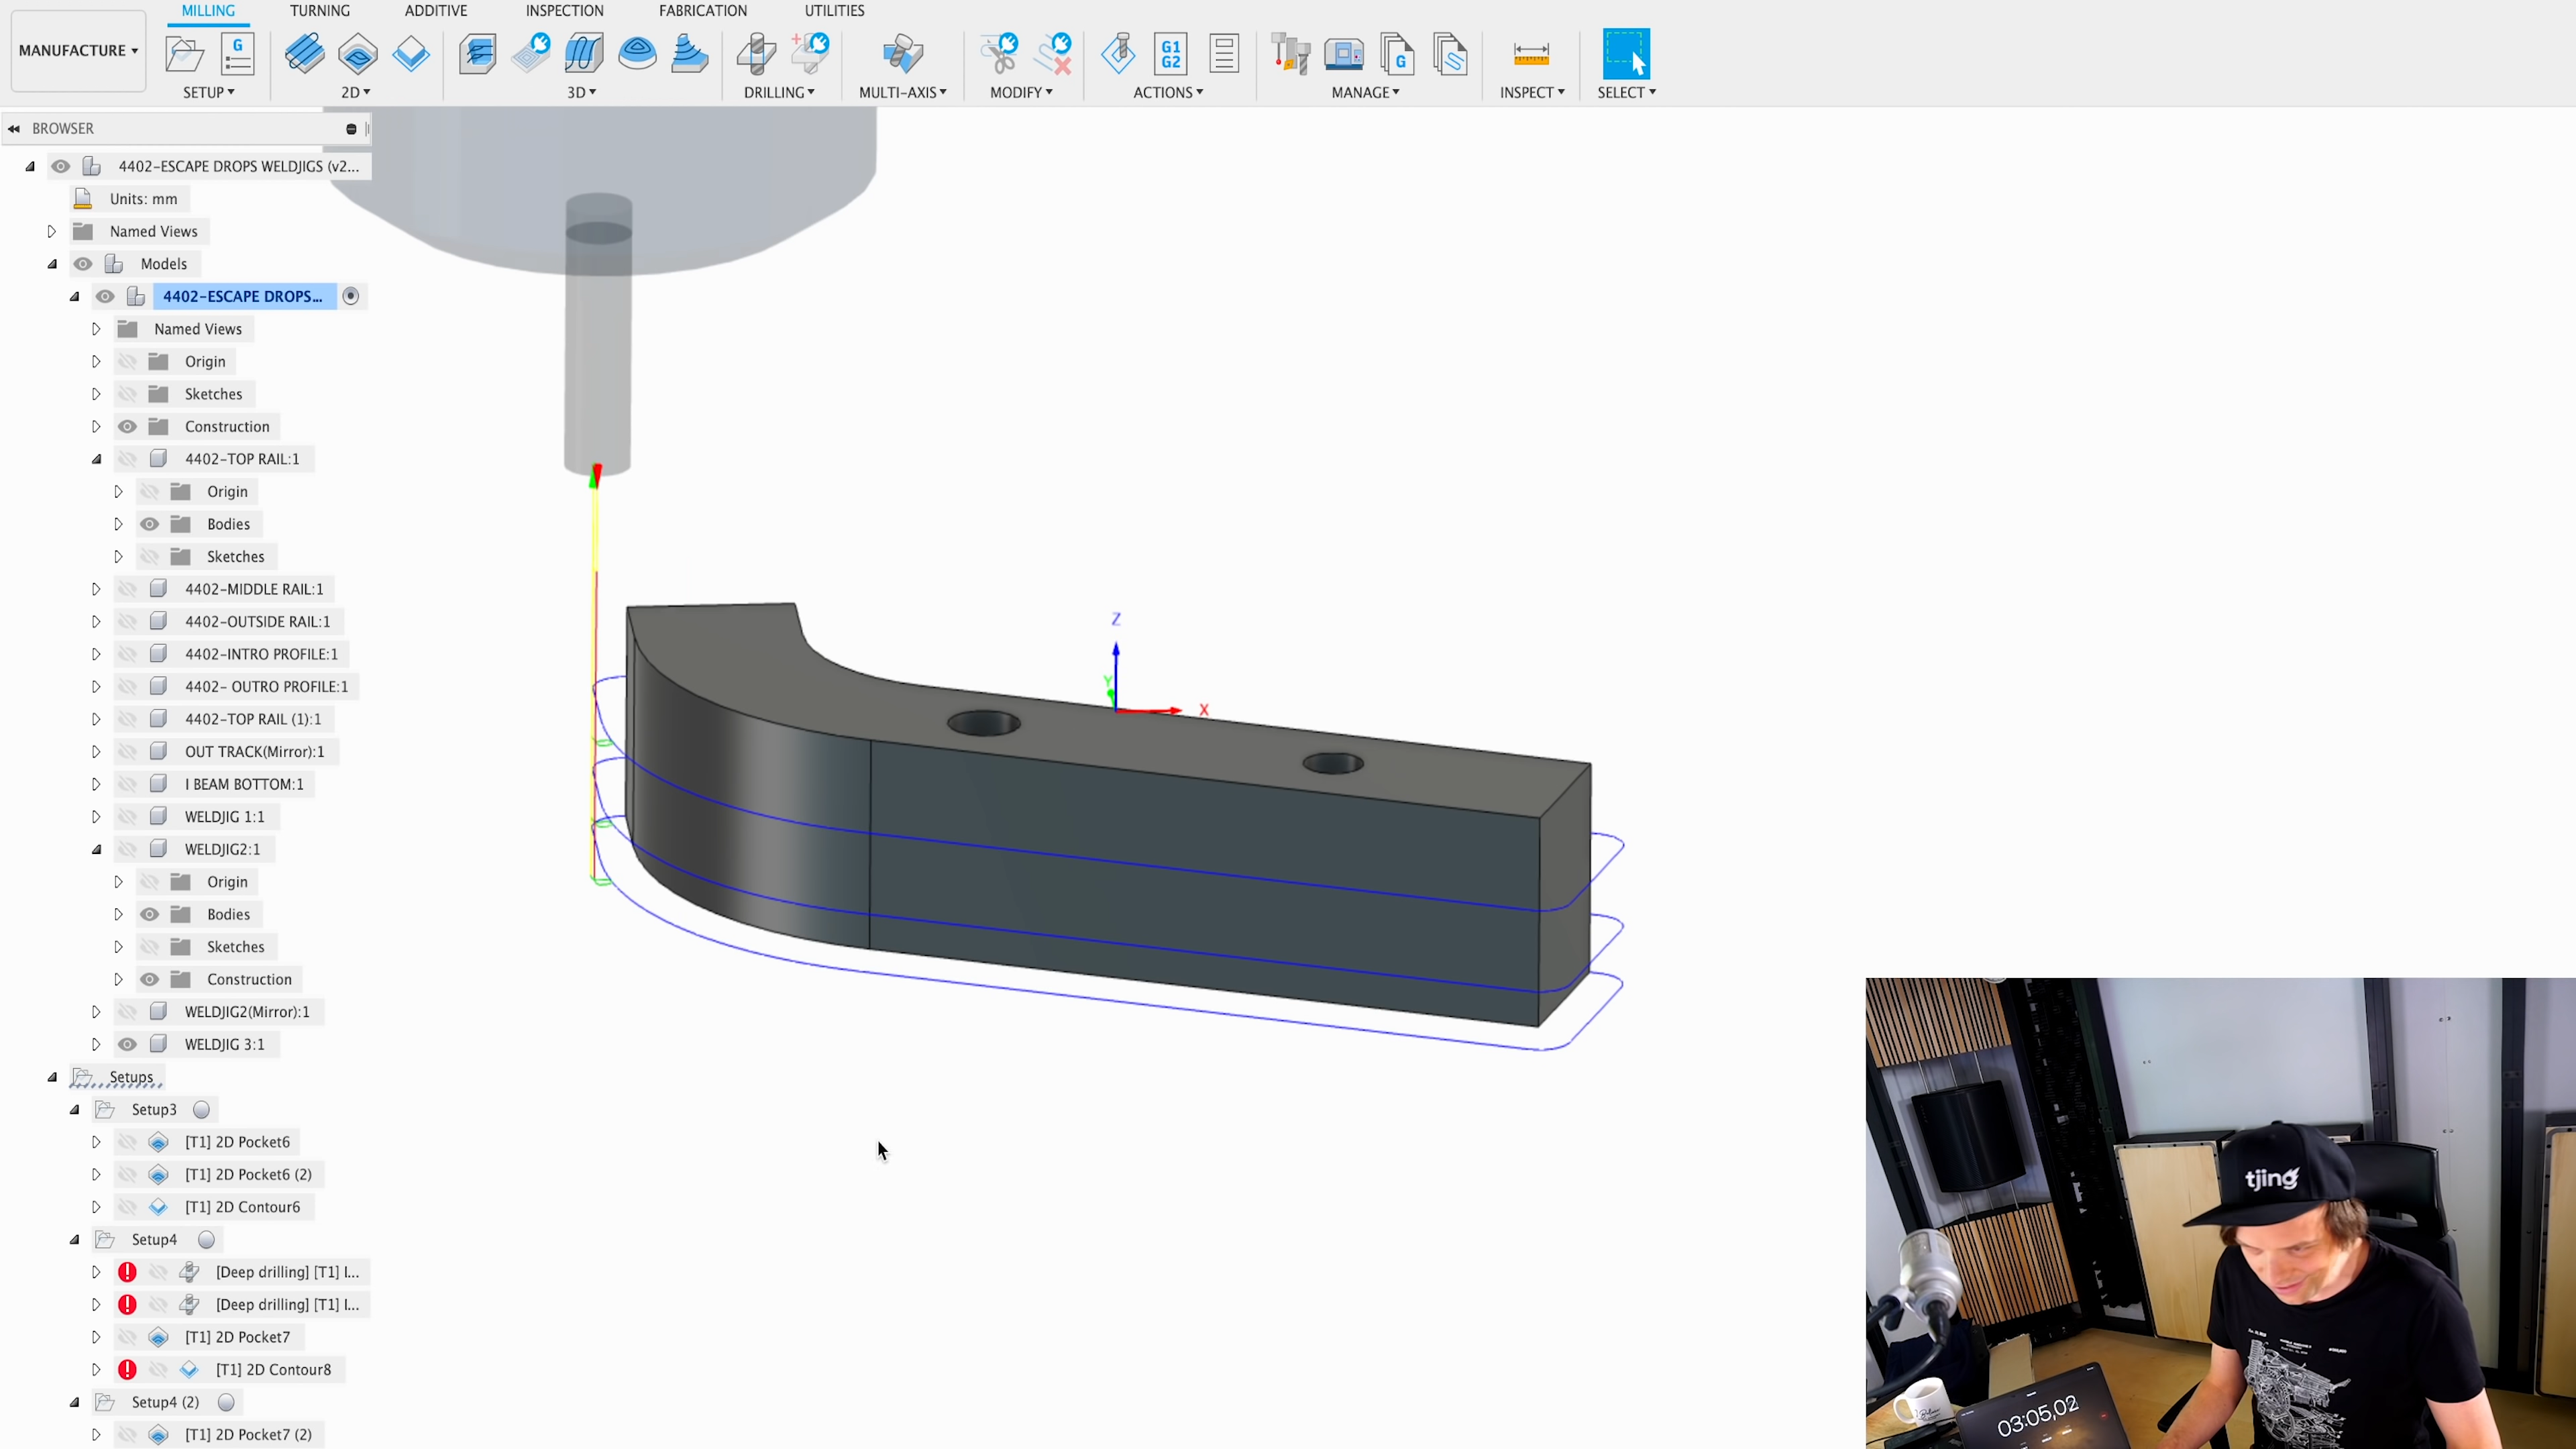 MILLING TURNING ADDITIVE INSPECTION FABRICATION UTILITIES
MANUFACTURE
G
G1
G2
G
SETUP 2D 3D DRILLING MULTI-AXIS MODIFY ACTIONS MANAGE INSPECT SELECT
BROWSER
4402-ESCAPE DROPS WELDJIGS (v2...
Units: mm
Named Views
Models
4402-ESCAPE DROPS...
Named Views
Origin
Sketches
Construction
4402-TOP RAIL:1
Origin
Bodies
Sketches
4402-MIDDLE RAIL:1
4402-OUTSIDE RAIL:1
4402-INTRO PROFILE:1
4402- OUTRO PROFILE:1
4402-TOP RAIL (1):1
OUT TRACK(Mirror):1
I BEAM BOTTOM:1
WELDJIG 1:1
WELDJIG2:1
Origin
Bodies
Sketches
Construction
WELDJIG2(Mirror):1
WELDJIG 3:1
Setups
Setup3
[T1] 2D Pocket6
[T1] 2D Pocket6 (2)
[T1] 2D Contour6
Setup4
[Deep drilling] [T1] I...
[Deep drilling] [T1] I...
[T1] 2D Pocket7
[T1] 2D Contour8
Setup4 (2)
[T1] 2D Pocket7 (2)
Z
Y
X
tjing
03:05,02